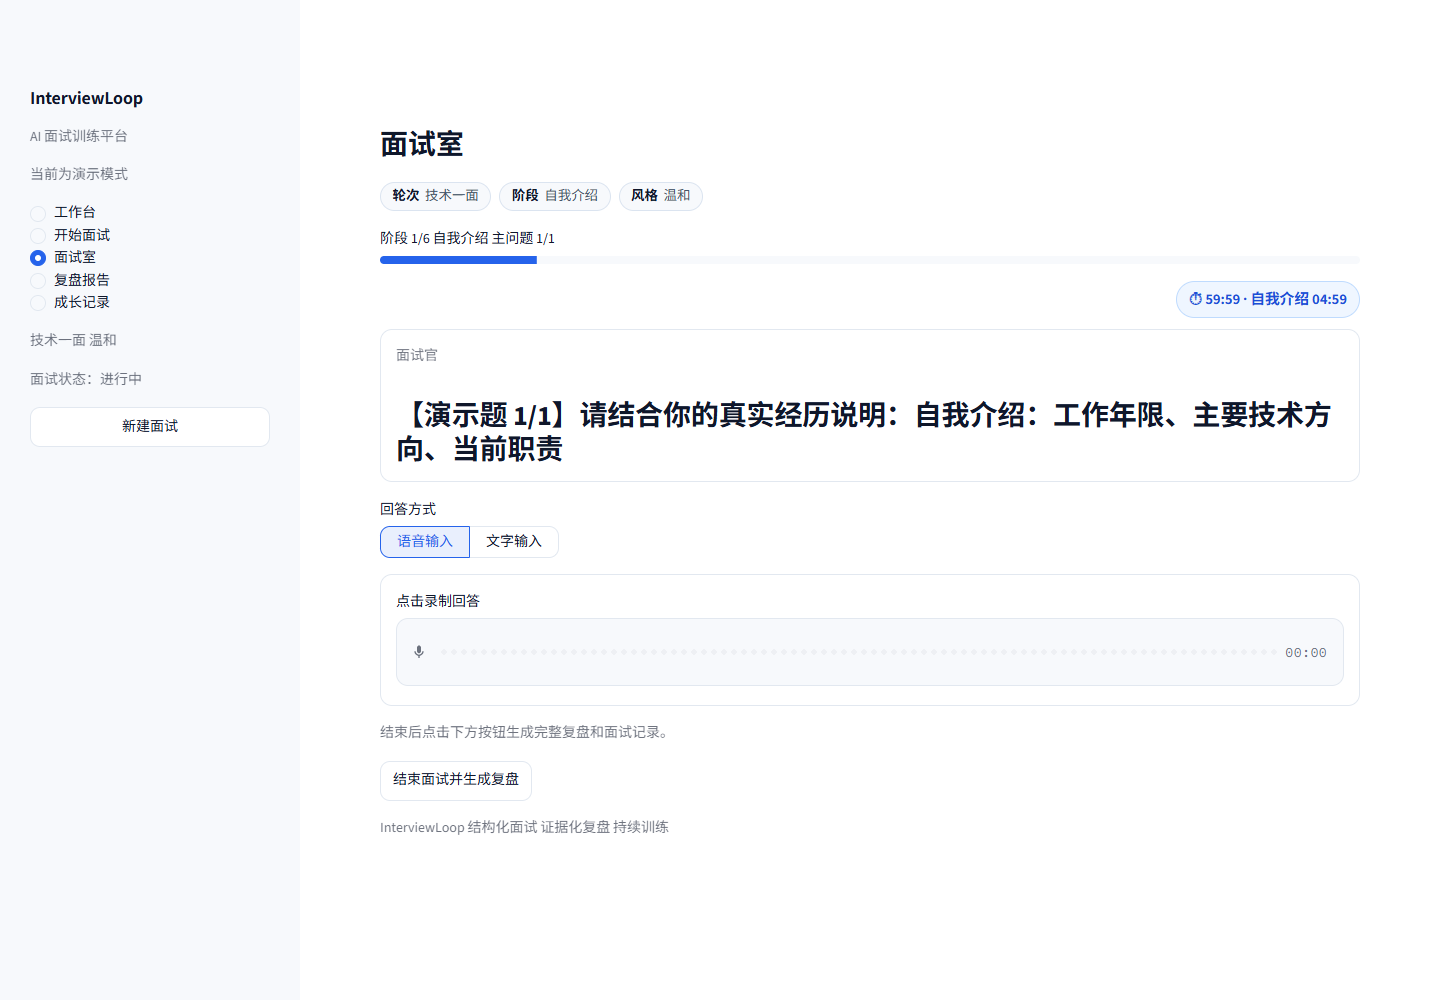 InterviewLoop
AI 面试训练平台
当前为演示模式
工作台
开始面试
面试室
复盘报告
成长记录
技术一面 温和
面试状态：进行中
新建面试
面试室
轮次 技术一面
阶段 自我介绍
风格 温和
阶段 1/6 自我介绍 主问题 1/1
⏱ 59:59 · 自我介绍 04:59
面试官
【演示题 1/1】请结合你的真实经历说明：自我介绍：工作年限、主要技术方
向、当前职责
回答方式
语音输入
文字输入
点击录制回答
00:00
结束后点击下方按钮生成完整复盘和面试记录。
结束面试并生成复盘
InterviewLoop 结构化面试 证据化复盘 持续训练